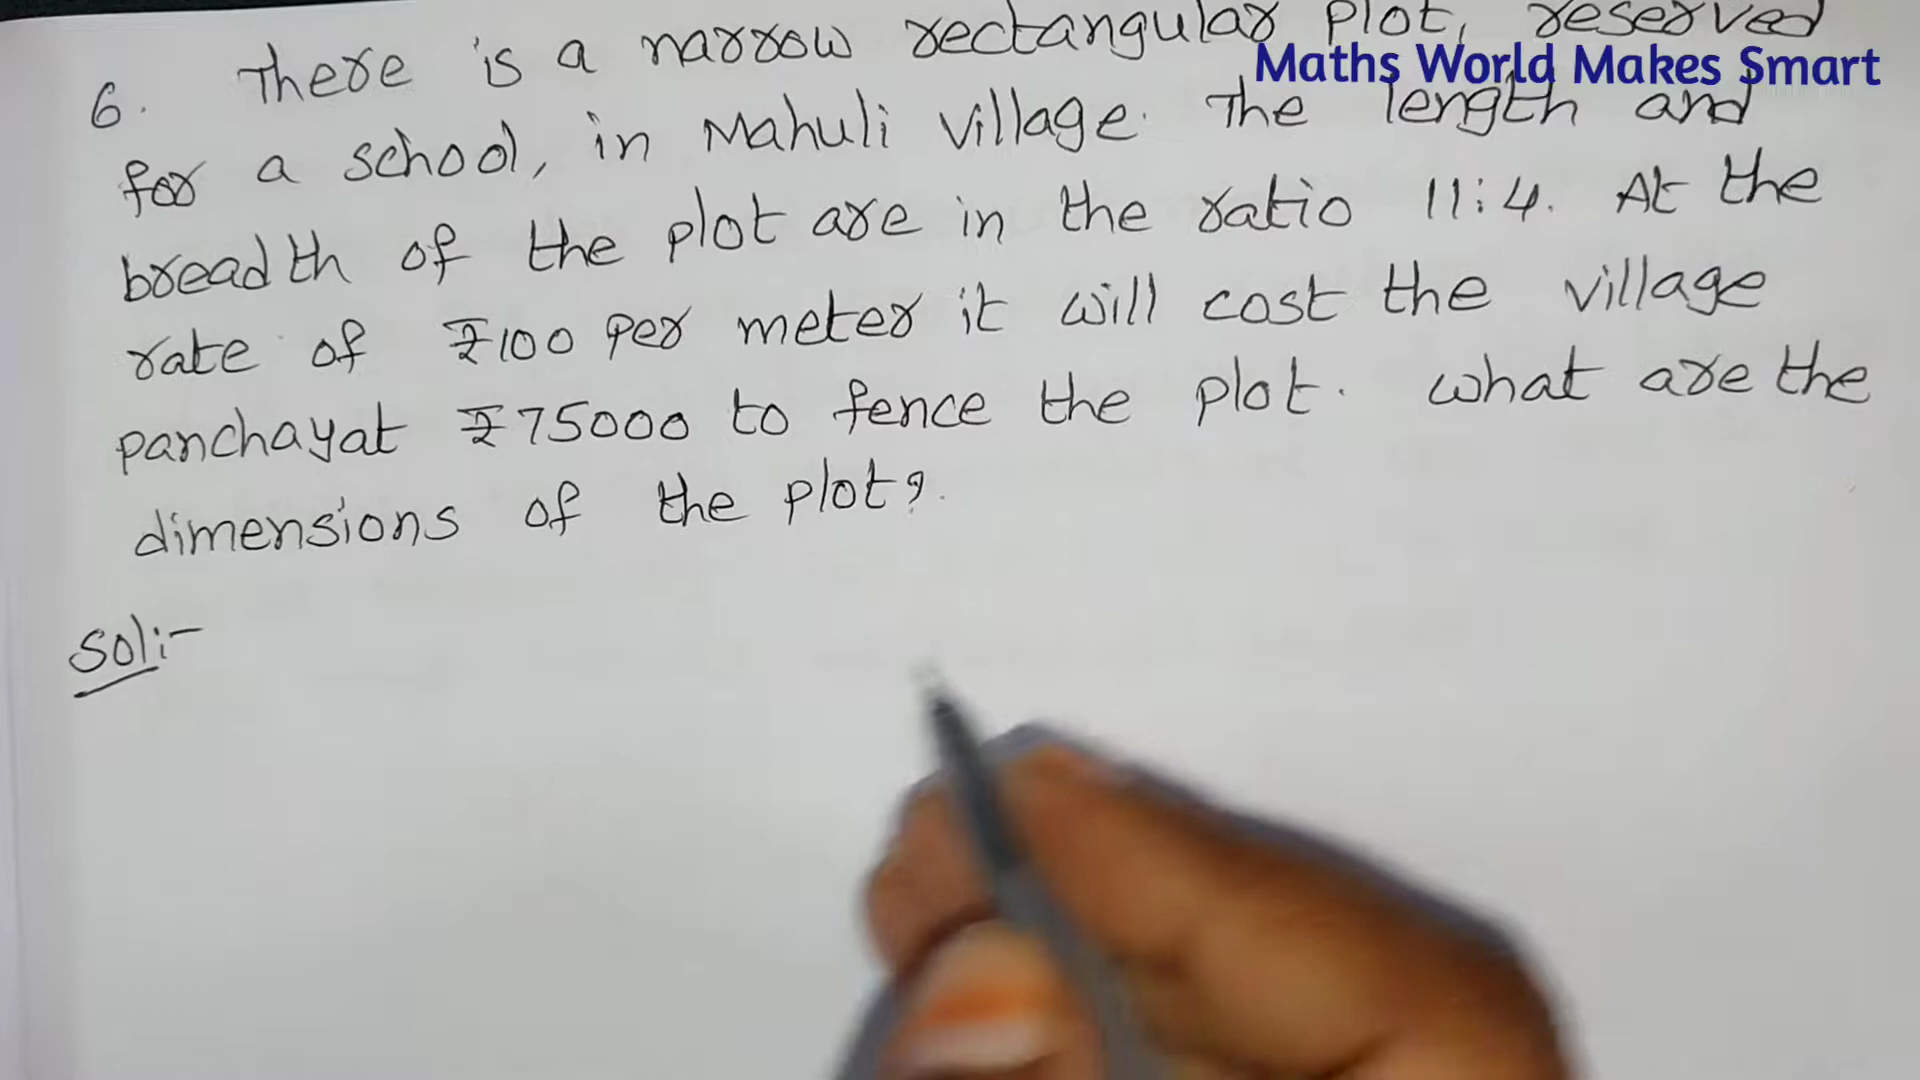 6. There is a narrow rectangular plot, reserved
Maths World Makes Smart
for a school, in Mahuli village. The length and
breadth of the plot are in the ratio 11:4. At the
rate of ₹100 per meter it will cost the village
panchayat ₹75000 to fence the plot. what are the
dimensions of the plot?
Sol:-